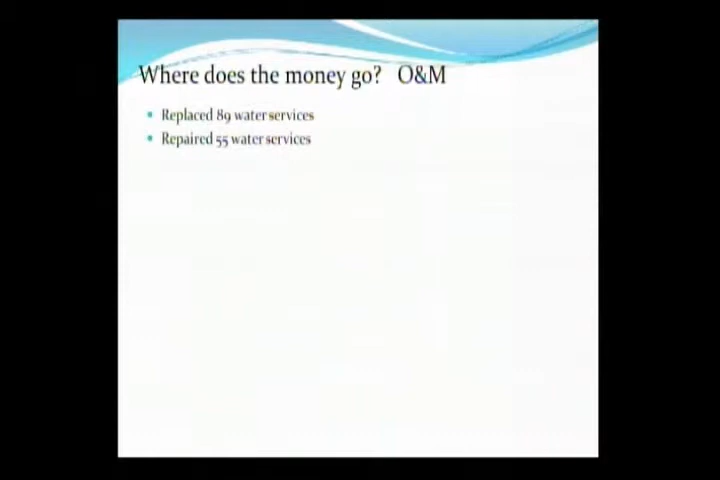 Where does the money go? O&M
Replaced 89 water services
Repaired 55 water services